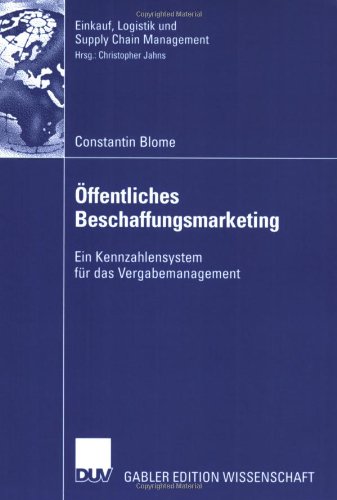 Einkauf, Logistik und
Supply Chain Management
Hrsg.: Christopher Jahns
Constantin Blome
Öffentliches
Beschaffungsmarketing
Ein Kennzahlensystem
für das Vergabemanagement
DUV
GABLER EDITION WISSENSCHAFT